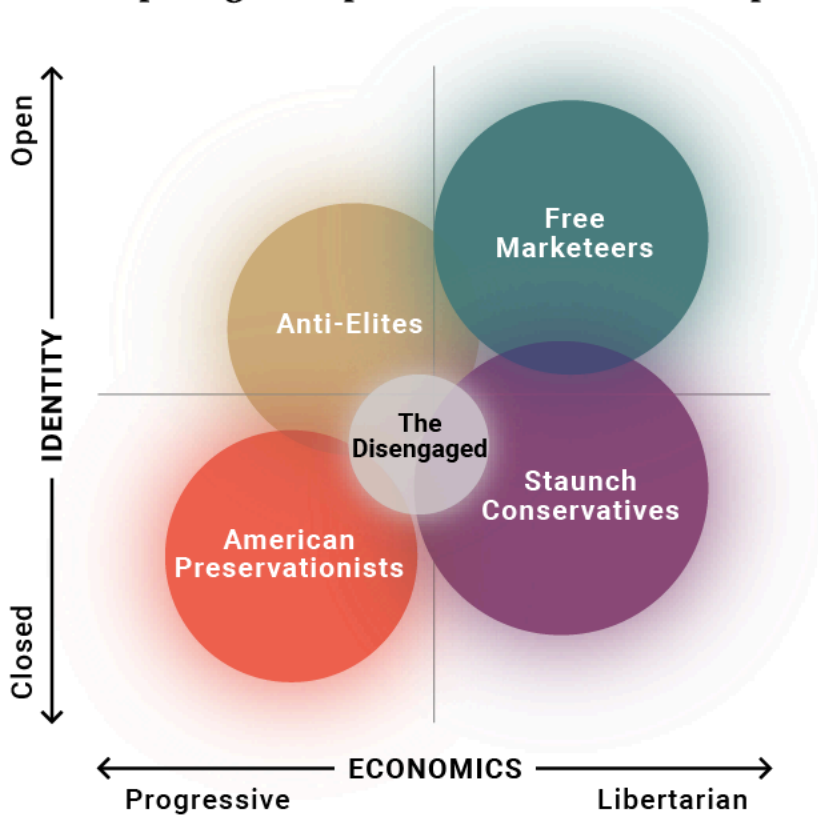 Open
Free
Marketeers
Anti-Elites
IDENTITY
The
Disengaged
Staunch
Conservatives
American
Preservationists
Closed
ECONOMICS
Progressive
Libertarian